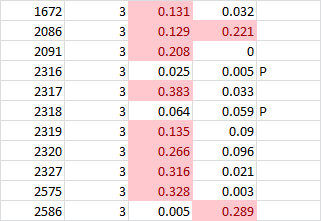 1672 3 0.131 0.032
2086 3 0.129 0.221
2091 3 0.208 0
2316 3 0.025 0.005 P
2317 3 0.383 0.033
2318 3 0.064 0.059 P
2319 3 0.135 0.09
2320 3 0.266 0.096
2327 3 0.316 0.021
2575 3 0.328 0.003
2586 3 0.005 0.289